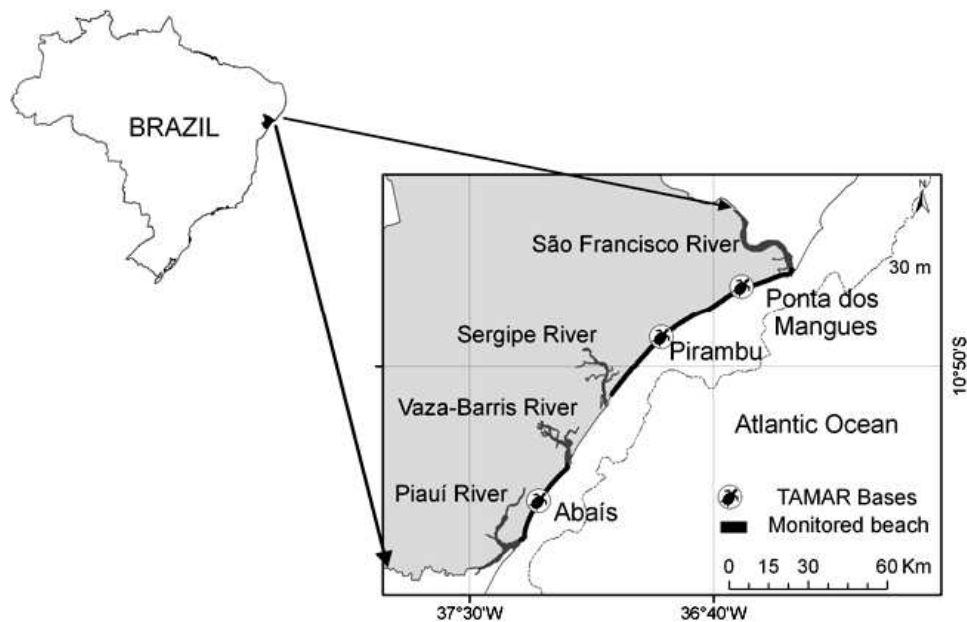 BRAZIL
N
São Francisco River
30 m
Ponta dos
Mangues
Sergipe River
Pirambu
10°50'S
Vaza-Barris River
Atlantic Ocean
Piauí River
Abaís
TAMAR Bases
Monitored beach
0 15 30 60 Km
37°30'W
36°40'W